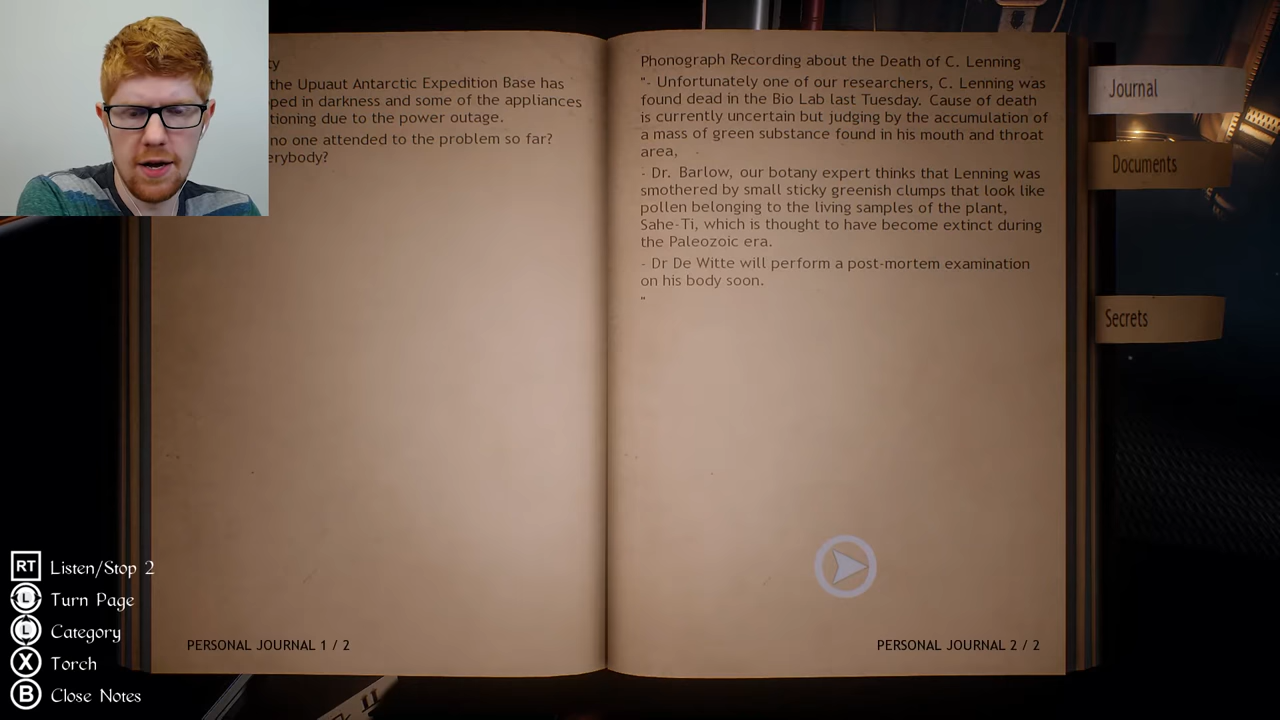 ty
the Upuaut Antarctic Expedition Base has
ped in darkness and some of the appliances
tioning due to the power outage.
no one attended to the problem so far?
erybody?
PERSONAL JOURNAL 1 / 2
Phonograph Recording about the Death of C. Lenning
"- Unfortunately one of our researchers, C. Lenning was
found dead in the Bio Lab last Tuesday. Cause of death
is currently uncertain but judging by the accumulation of
a mass of green substance found in his mouth and throat
area,
- Dr. Barlow, our botany expert thinks that Lenning was
smothered by small sticky greenish clumps that look like
pollen belonging to the living samples of the plant,
Sahe-Ti, which is thought to have become extinct during
the Paleozoic era.
- Dr De Witte will perform a post-mortem examination
on his body soon.
"
PERSONAL JOURNAL 2 / 2
Journal
Documents
Secrets
RT Listen/Stop 2
L Turn Page
L Category
X Torch
B Close Notes